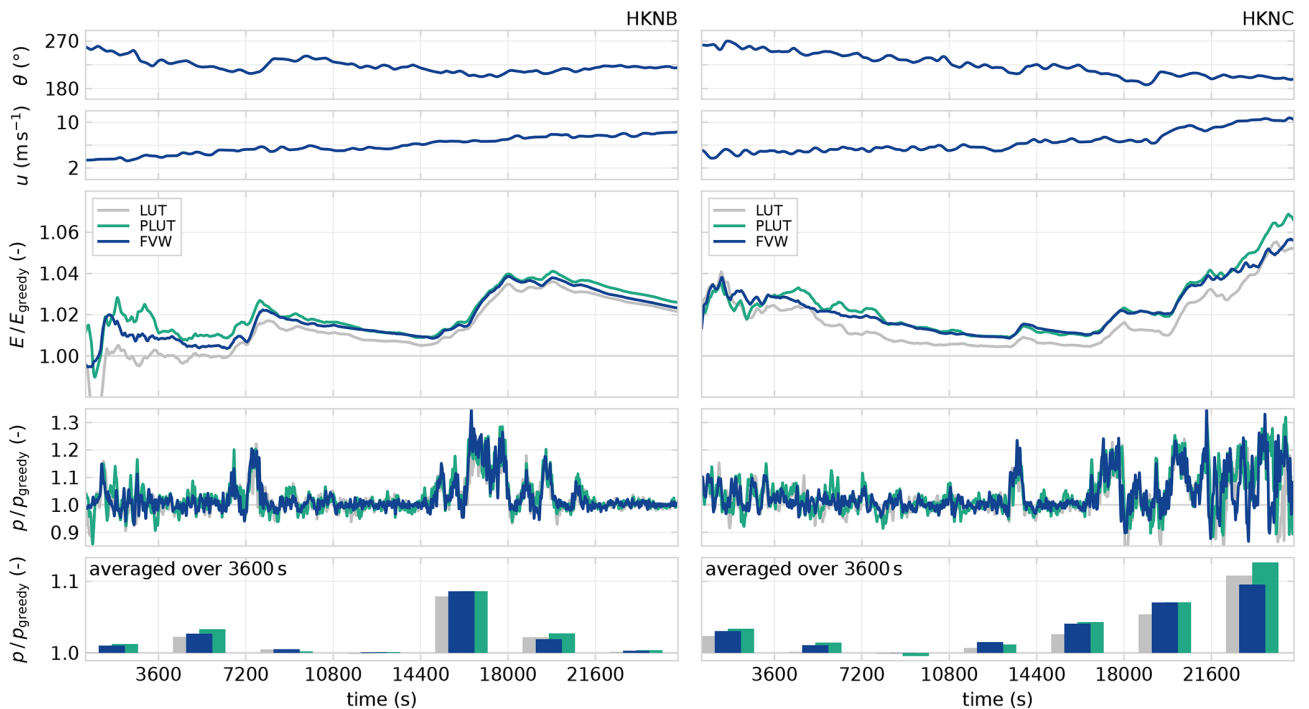 HKNB
HKNC
270
180
θ (°)
10
2
u (m s⁻¹)
LUT
PLUT
FVW
LUT
PLUT
FVW
1.06
1.04
1.02
1.00
E / E_greedy (-)
1.3
1.2
1.1
1.0
0.9
p / p_greedy (-)
averaged over 3600 s
averaged over 3600 s
1.1
1.0
p / p_greedy (-)
3600 7200 10800 14400 18000 21600
3600 7200 10800 14400 18000 21600
time (s)
time (s)